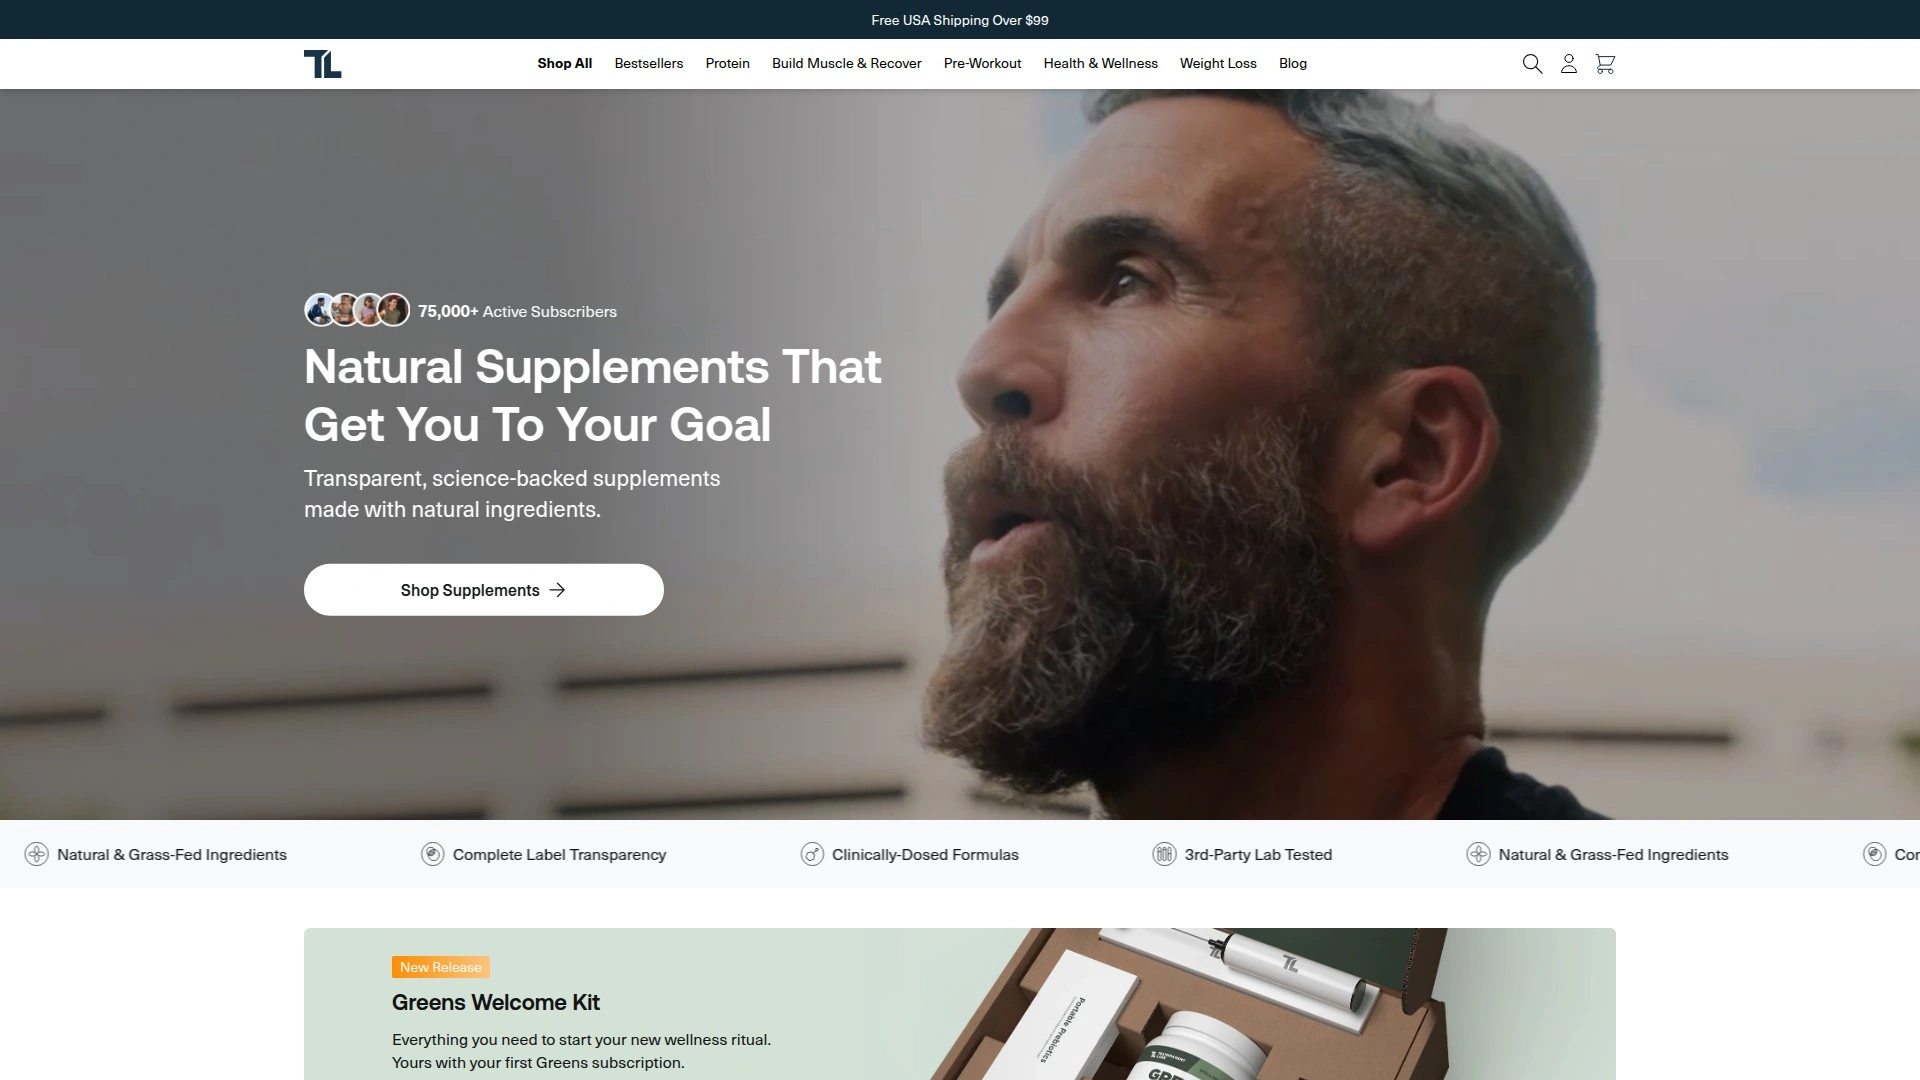 Free USA Shipping Over $99
TL
Shop All
Bestsellers
Protein
Build Muscle & Recover
Pre-Workout
Health & Wellness
Weight Loss
Blog
75,000+ Active Subscribers
Natural Supplements That
Get You To Your Goal
Transparent, science-backed supplements
made with natural ingredients.
Shop Supplements
Natural & Grass-Fed Ingredients
Complete Label Transparency
Clinically-Dosed Formulas
3rd-Party Lab Tested
Natural & Grass-Fed Ingredients
New Release
Greens Welcome Kit
Everything you need to start your new wellness ritual.
Yours with your first Greens subscription.
TL
TL
Portable Prebiotics